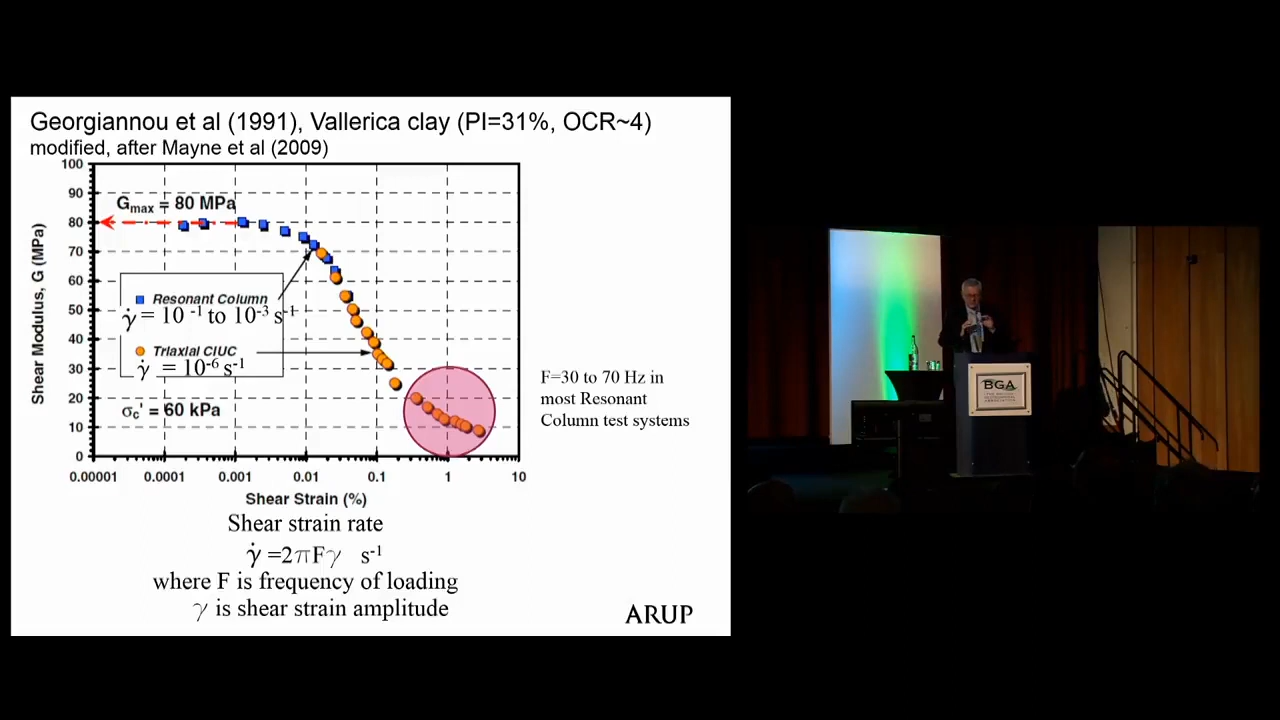 Georgiannou et al (1991), Vallerica clay (PI=31%, OCR~4)
modified, after Mayne et al (2009)
100
90
80
70
60
50
40
30
20
10
0
Shear Modulus, G (MPa)
Gmax = 80 MPa
Resonant Column
γ̇ = 10 -1 to 10-3 s-1
Triaxial CIUC
γ̇ = 10-6 s-1
σc' = 60 kPa
0.00001 0.0001 0.001 0.01 0.1 1 10
Shear Strain (%)
F=30 to 70 Hz in
most Resonant
Column test systems
Shear strain rate
γ̇ =2πFγ s-1
where F is frequency of loading
γ is shear strain amplitude
ARUP
BGA
THE BRITISH
GEOTECHNICAL
ASSOCIATION